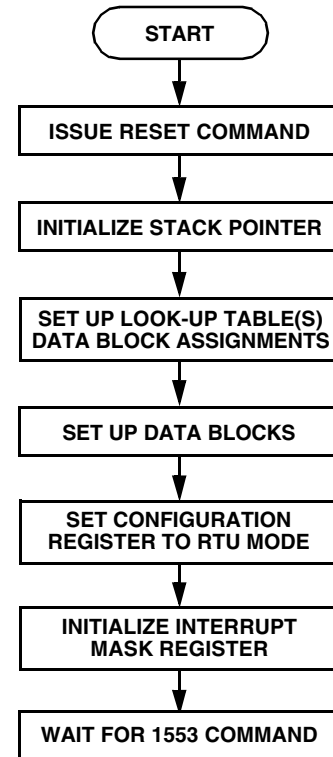 START
ISSUE RESET COMMAND
INITIALIZE STACK POINTER
SET UP LOOK-UP TABLE(S)
DATA BLOCK ASSIGNMENTS
SET UP DATA BLOCKS
SET CONFIGURATION
REGISTER TO RTU MODE
INITIALIZE INTERRUPT
MASK REGISTER
WAIT FOR 1553 COMMAND